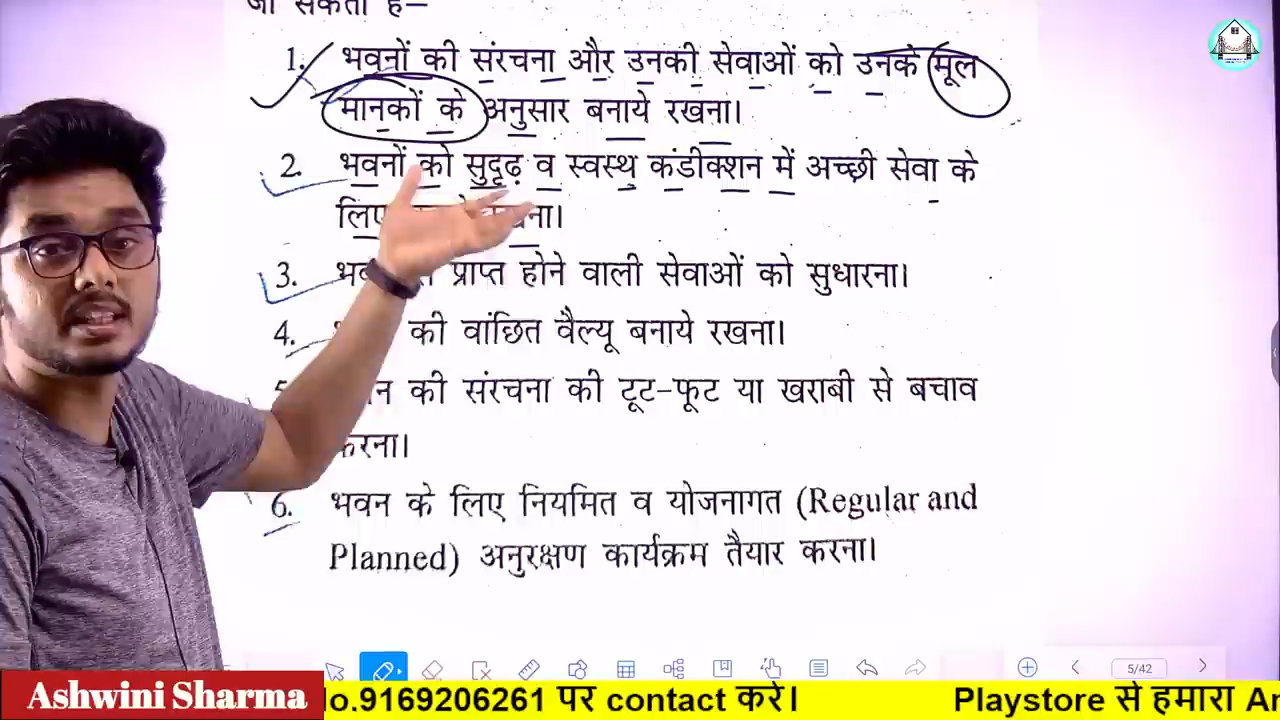 जा सकता है–
1. भवनों की संरचना और उनकी सेवाओं को उनके मूल
मानकों के अनुसार बनाये रखना।
2. भवनों को सुदृढ़ व स्वस्थ कंडीक्शन में अच्छी सेवा के
3. प्राप्त होने वाली सेवाओं को सुधारना।
4. की वांछित वैल्यू बनाये रखना।
की संरचना की टूट-फूट या खराबी से बचाव
करना।
6. भवन के लिए नियमित व योजनागत (Regular and
Planned) अनुरक्षण कार्यक्रम तैयार करना।
5/42
Ashwini Sharma
No.9169206261 पर contact करे। Playstore से हमारा